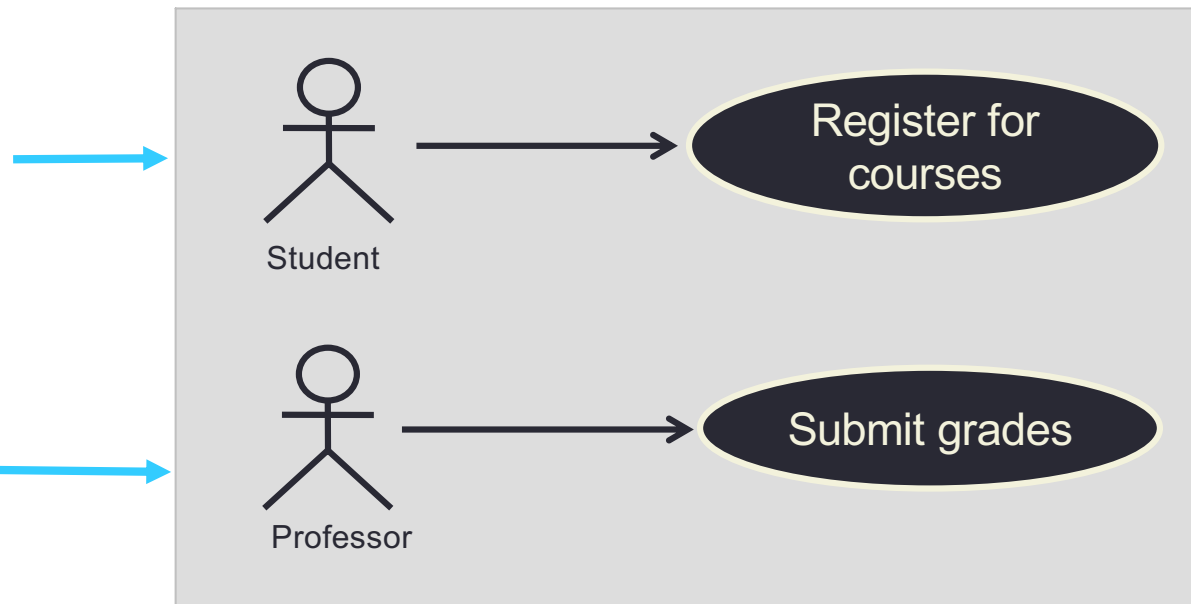 Register for
courses
Student
Submit grades
Professor